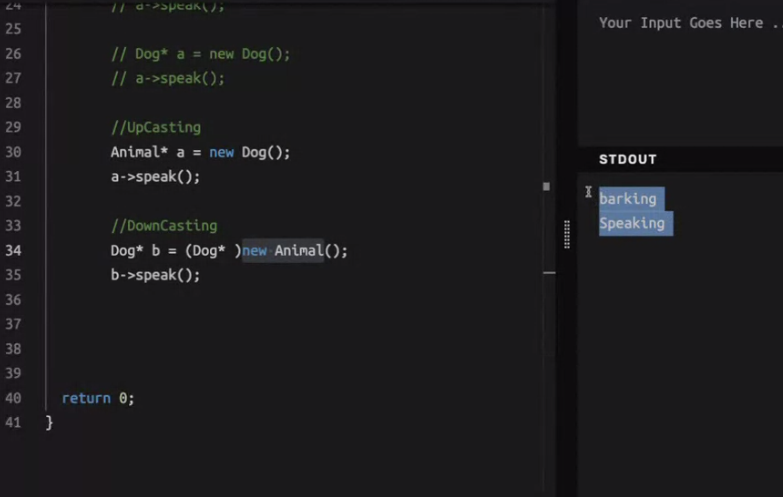 24 // a->speak();
25
26 // Dog* a = new Dog();
27 // a->speak();
28
29 //UpCasting
30 Animal* a = new Dog();
31 a->speak();
32
33 //DownCasting
34 Dog* b = (Dog* )new Animal();
35 b->speak();
36
37
38
39
40 return 0;
41 }
Your Input Goes Here ..
STDOUT
barking
Speaking